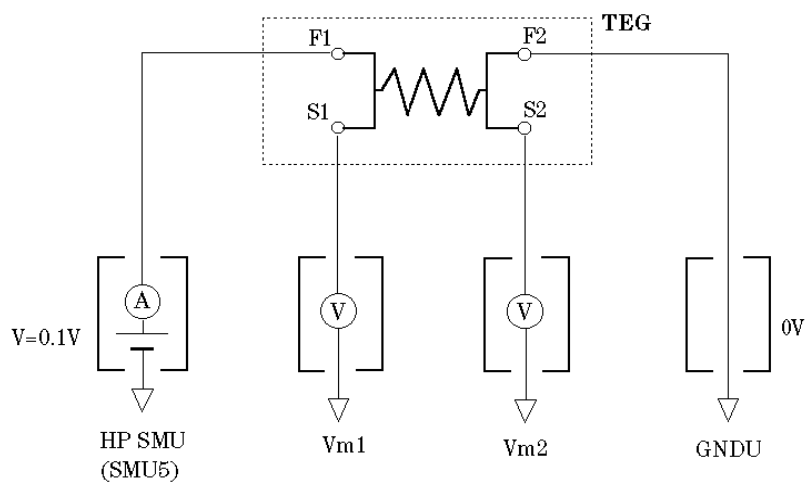 TEG
F1
F2
S1
S2
A
V
V
V=0.1V
0V
HP SMU
(SMU5)
Vm1
Vm2
GNDU